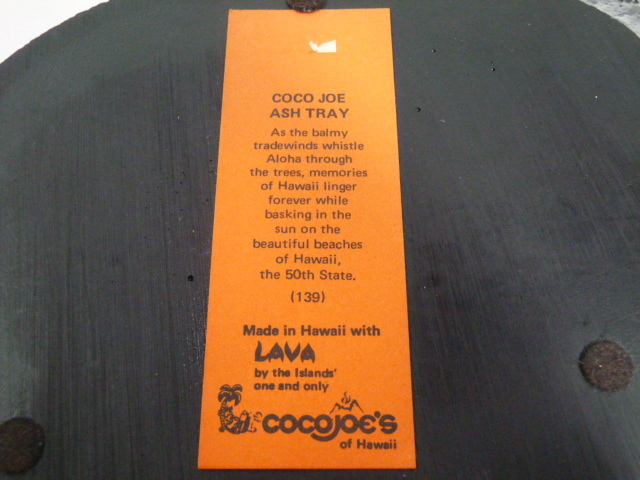 COCO JOE
ASH TRAY
As the balmy
tradewinds whistle
Aloha through
the trees, memories
of Hawaii linger
forever while
basking in the
sun on the
beautiful beaches
of Hawaii,
the 50th State.
(139)
Made in Hawaii with
LAVA
by the Islands'
one and only
COCOJOE'S
of Hawaii